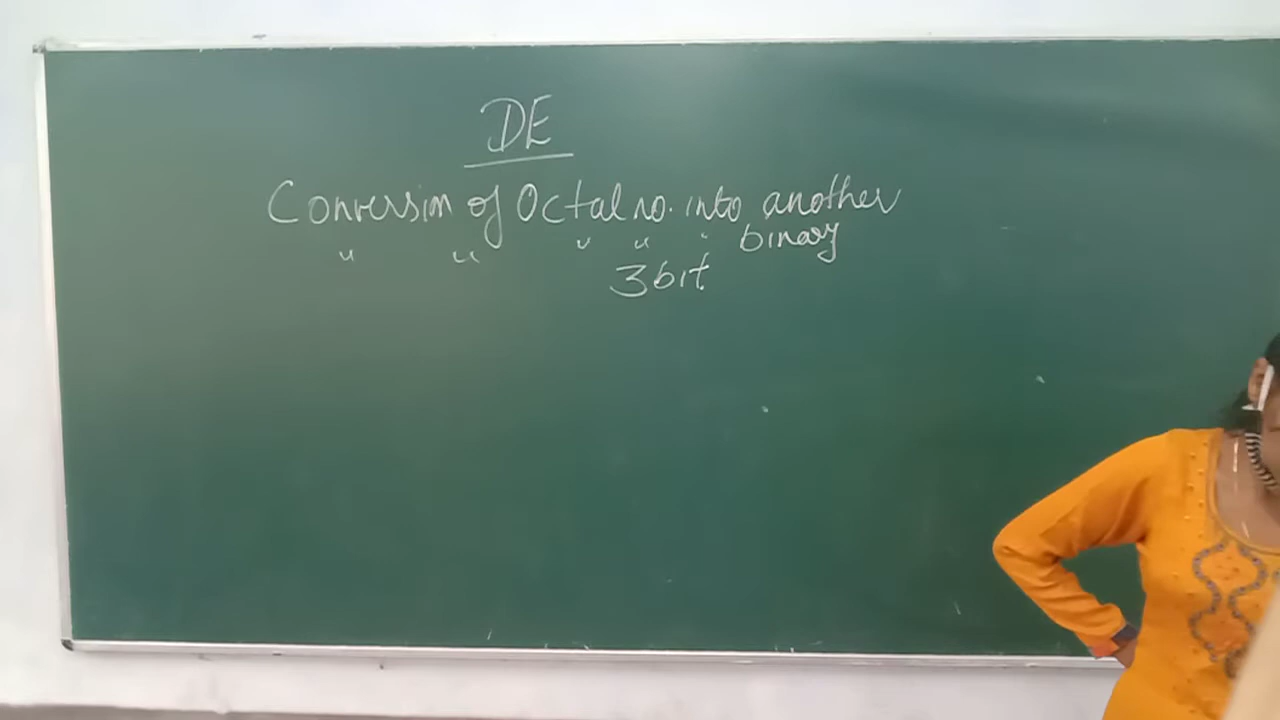 DE
Conversion of Octal no. into another
" " " " " binary
3bit